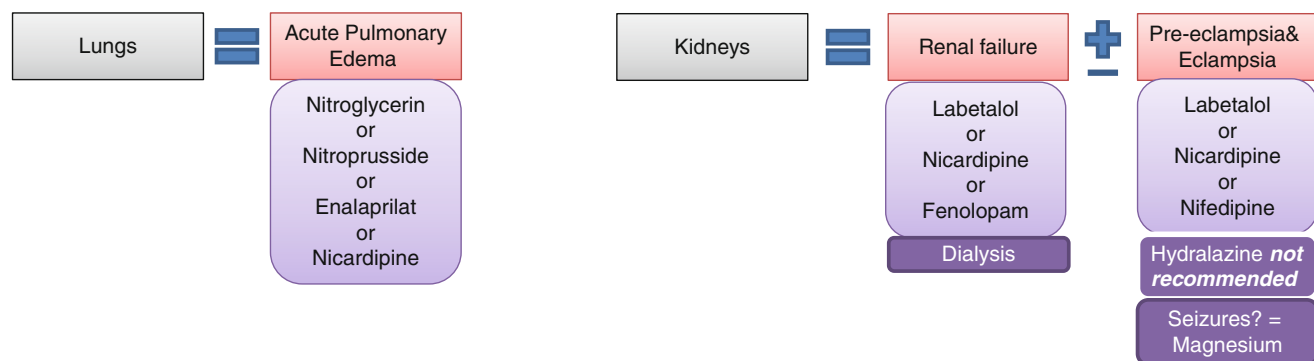 Lungs
Acute Pulmonary
Edema
Nitroglycerin
or
Nitroprusside
or
Enalaprilat
or
Nicardipine
Kidneys
Renal failure
Labetalol
or
Nicardipine
or
Fenolopam
Dialysis
Pre-eclampsia&
Eclampsia
Labetalol
or
Nicardipine
or
Nifedipine
Hydralazine not
recommended
Seizures? =
Magnesium